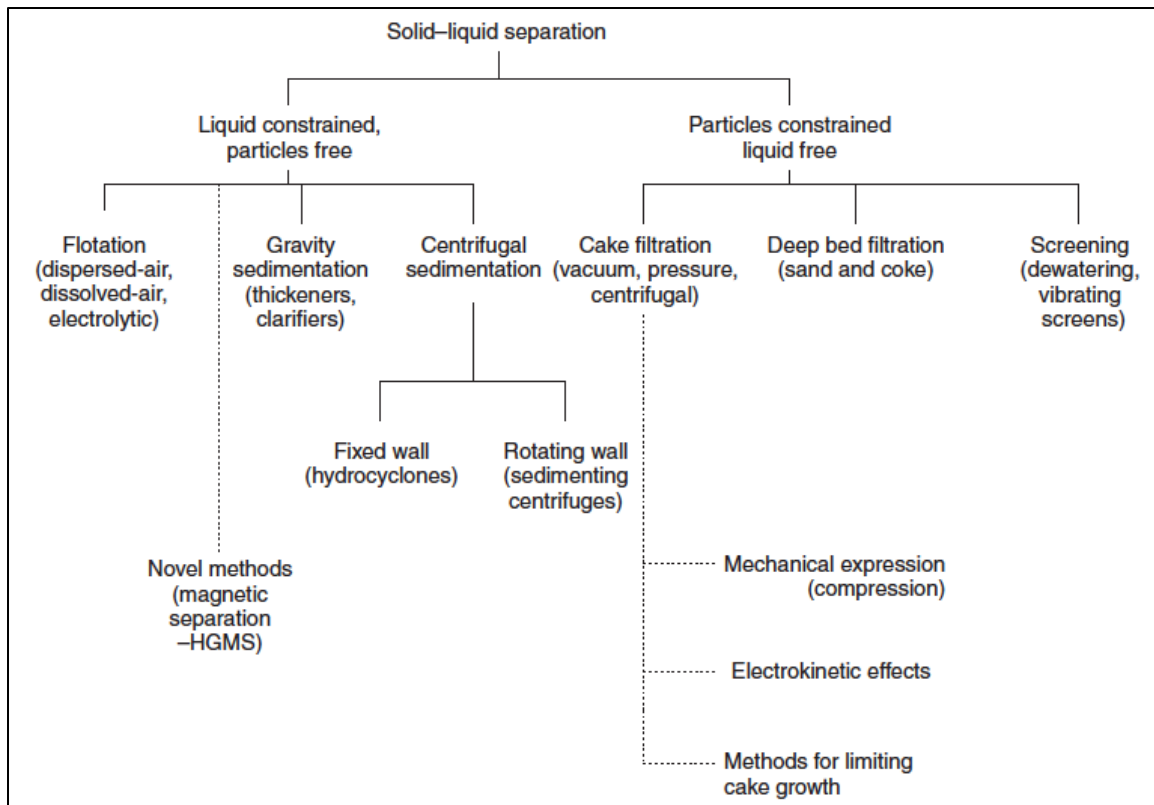 Solid–liquid separation
Liquid constrained,
particles free
Particles constrained
liquid free
Flotation
(dispersed-air,
dissolved-air,
electrolytic)
Gravity
sedimentation
(thickeners,
clarifiers)
Centrifugal
sedimentation
Cake filtration
(vacuum, pressure,
centrifugal)
Deep bed filtration
(sand and coke)
Screening
(dewatering,
vibrating
screens)
Fixed wall
(hydrocyclones)
Rotating wall
(sedimenting
centrifuges)
Novel methods
(magnetic
separation
–HGMS)
Mechanical expression
(compression)
Electrokinetic effects
Methods for limiting
cake growth